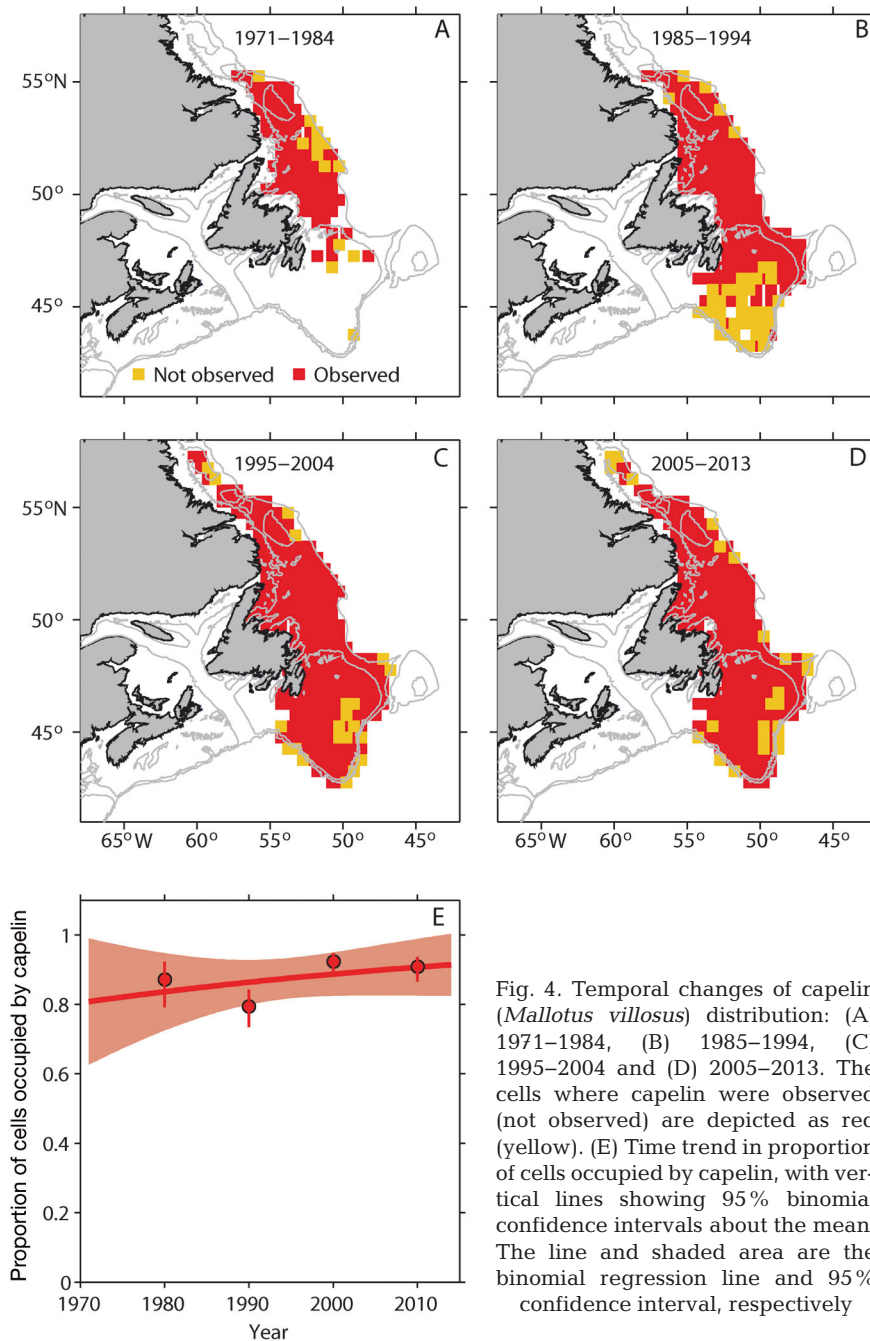 1971–1984
A
1985–1994
B
55°N
50°
45°
Not observed
Observed
1995–2004
C
2005–2013
D
55°N
50°
45°
65°W
60°
55°
50°
45°
65°W
60°
55°
50°
45°
E
Proportion of cells occupied by capelin
1
0.8
0.6
0.4
0.2
0
1970
1980
1990
2000
2010
Year
Fig. 4. Temporal changes of capelin
(Mallotus villosus) distribution: (A)
1971–1984, (B) 1985–1994, (C)
1995–2004 and (D) 2005–2013. The
cells where capelin were observed
(not observed) are depicted as red
(yellow). (E) Time trend in proportion
of cells occupied by capelin, with ver-
tical lines showing 95% binomial
confidence intervals about the mean.
The line and shaded area are the
binomial regression line and 95%
confidence interval, respectively